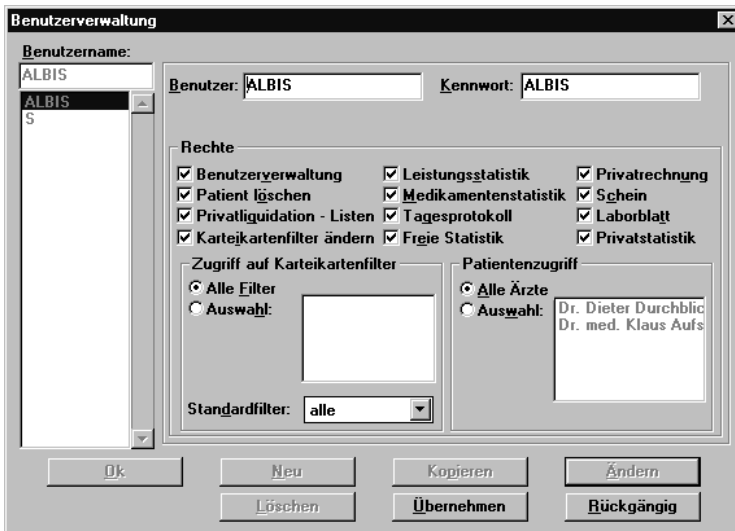 Benutzerverwaltung
Benutzername:
ALBIS
ALBIS
S
Benutzer: ALBIS Kennwort: ALBIS
Rechte
Benutzerverwaltung Leistungsstatistik Privatrechnung
Patient löschen Medikamentenstatistik Schein
Privatliquidation - Listen Tagesprotokoll Laborblatt
Karteikartenfilter ändern Freie Statistik Privatstatistik
Zugriff auf Karteikartenfilter Patientenzugriff
Alle Filter Alle Ärzte
Auswahl: Auswahl: Dr. Dieter Durchblic
Dr. med. Klaus Aufs
Standardfilter: alle
Ok Neu Kopieren Ändern
Löschen Übernehmen Rückgängig